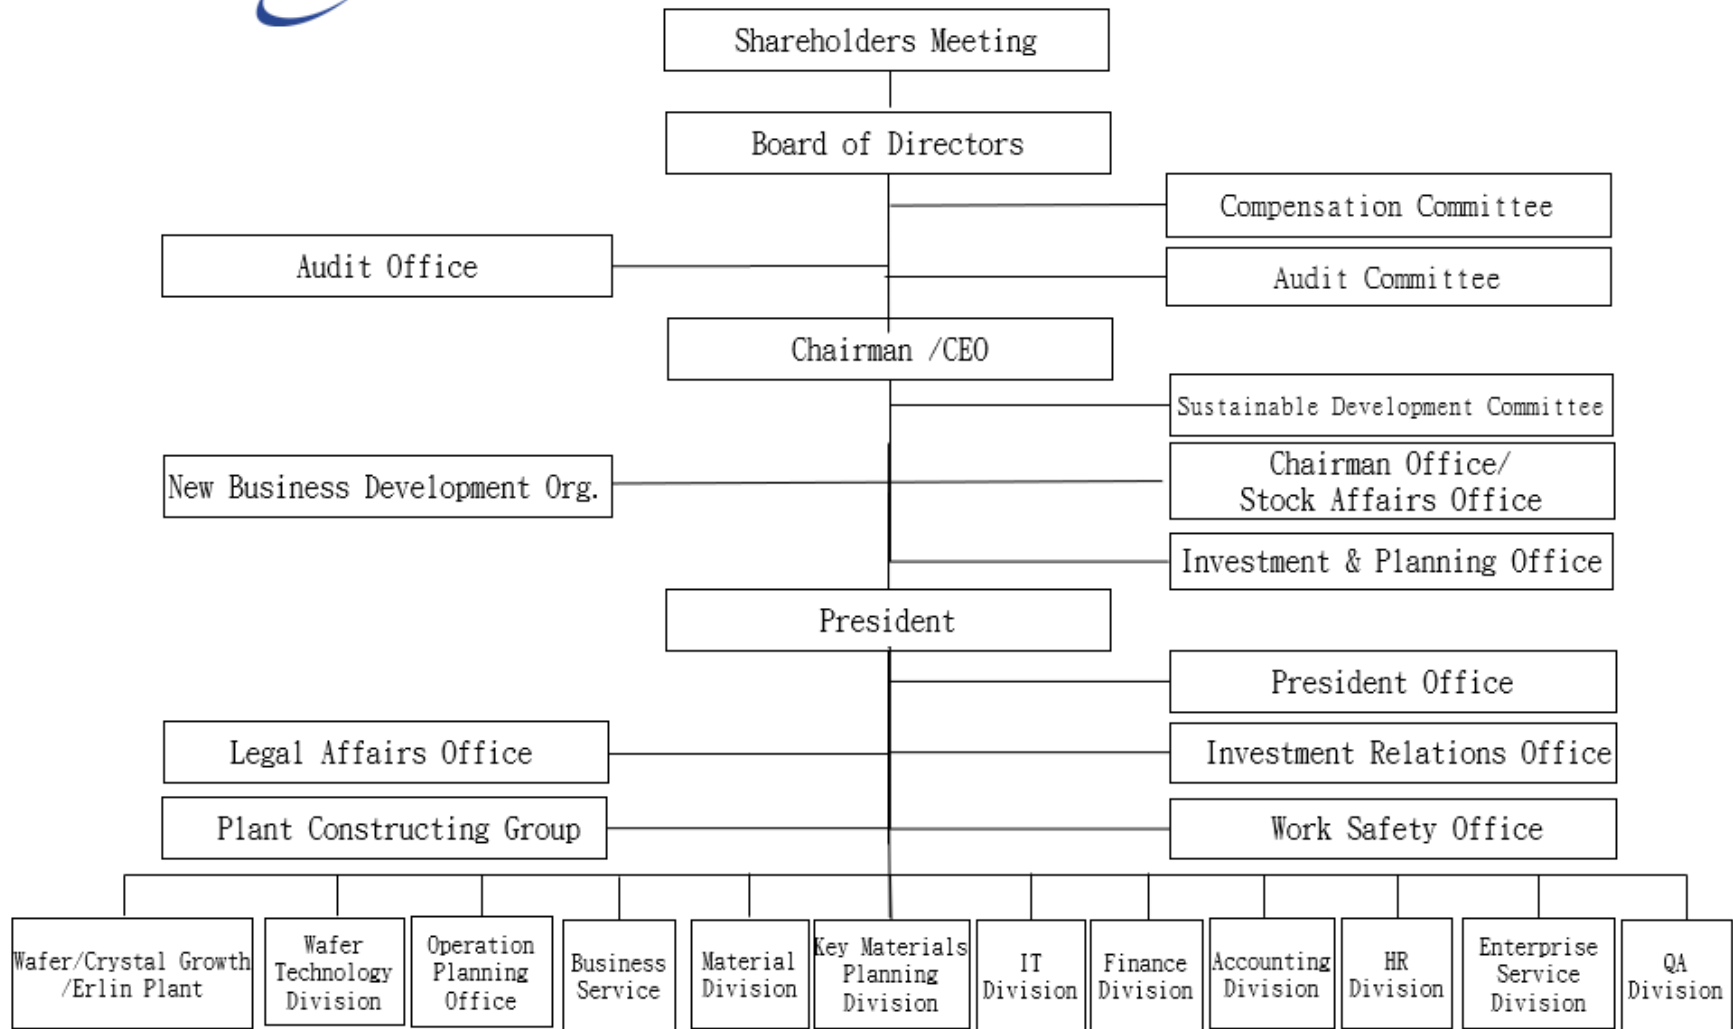 Shareholders Meeting
Board of Directors
Compensation Committee
Audit Office
Audit Committee
Chairman /CEO
Sustainable Development Committee
New Business Development Org.
Chairman Office/
Stock Affairs Office
Investment & Planning Office
President
President Office
Legal Affairs Office
Investment Relations Office
Plant Constructing Group
Work Safety Office
Wafer/Crystal Growth
/Erlin Plant
Wafer
Technology
Division
Operation
Planning
Office
Business
Service
Material
Division
Key Materials
Planning
Division
IT
Division
Finance
Division
Accounting
Division
HR
Division
Enterprise
Service
Division
QA
Division